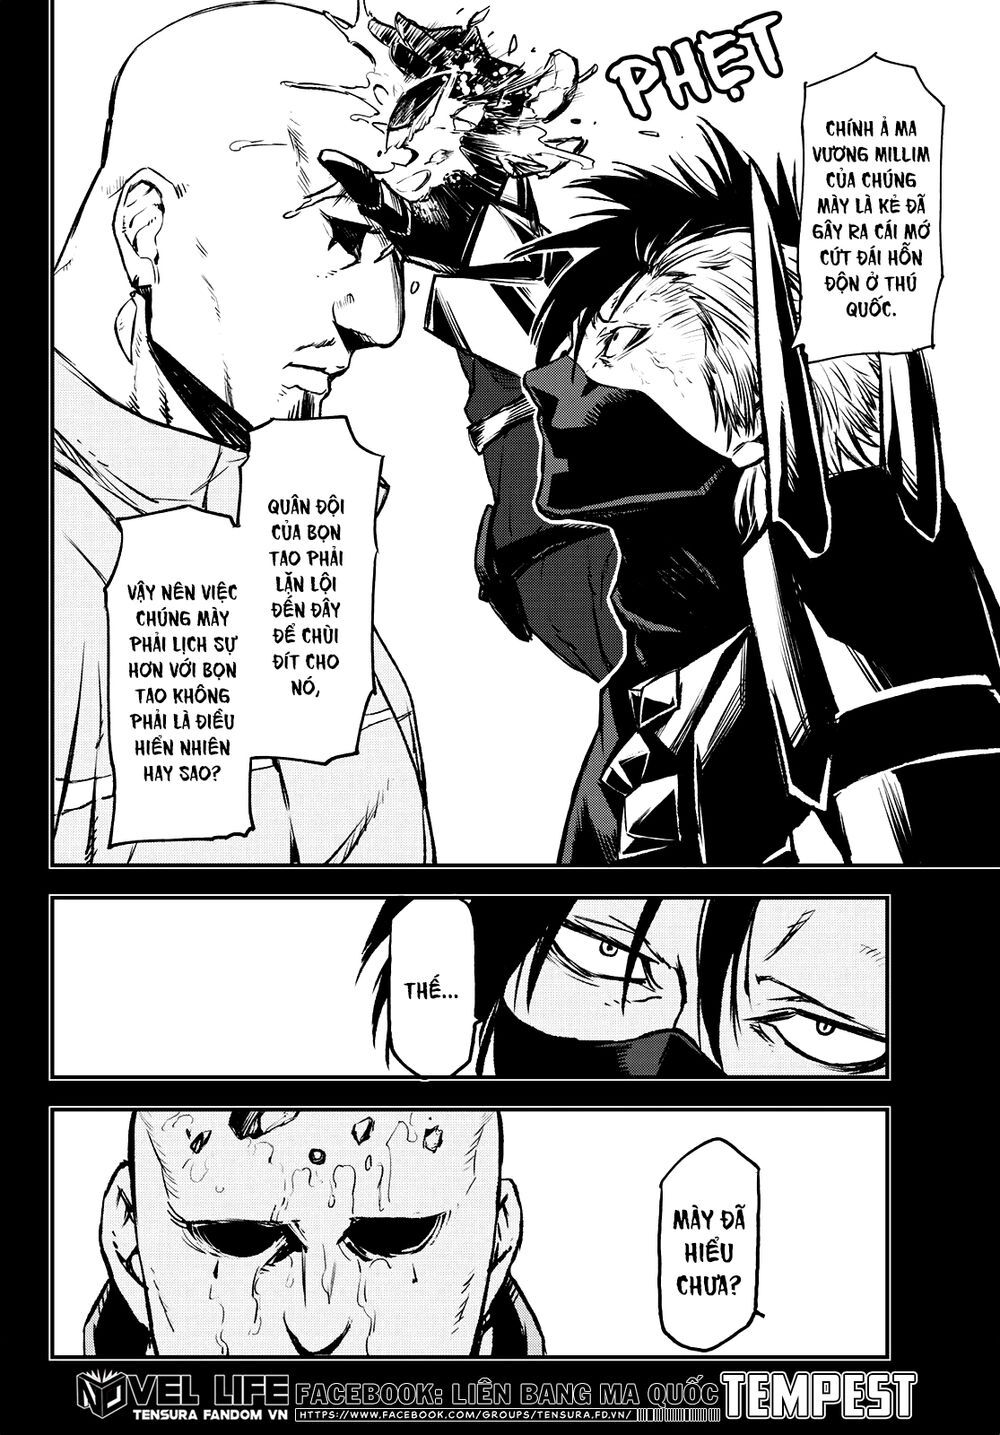 PHẸT
CHÍNH Ả MA
VƯƠNG MILLIM
CỦA CHÚNG
MÀY LÀ KẺ ĐÃ
GÂY RA CÁI MỚ
CỨT ĐÁI HỖN
ĐỘN Ở THÚ
QUỐC.
QUÂN ĐỘI
CỦA BỌN
TAO PHẢI
LẶN LỘI
ĐẾN ĐÂY
ĐỂ CHÙI
ĐÍT CHO
NÓ,
VẬY NÊN VIỆC
CHÚNG MÀY
PHẢI LỊCH SỰ
HƠN VỚI BỌN
TAO KHÔNG
PHẢI LÀ ĐIỀU
HIỂN NHIÊN
HAY SAO?
THẾ...
MÀY ĐÃ
HIỂU
CHƯA?
NOVEL LIFE
TENSURA FANDOM VN
FACEBOOK: LIÊN BANG MA QUỐC TEMPEST
HTTPS://WWW.FACEBOOK.COM/GROUPS/TENSURA.FD.VN/